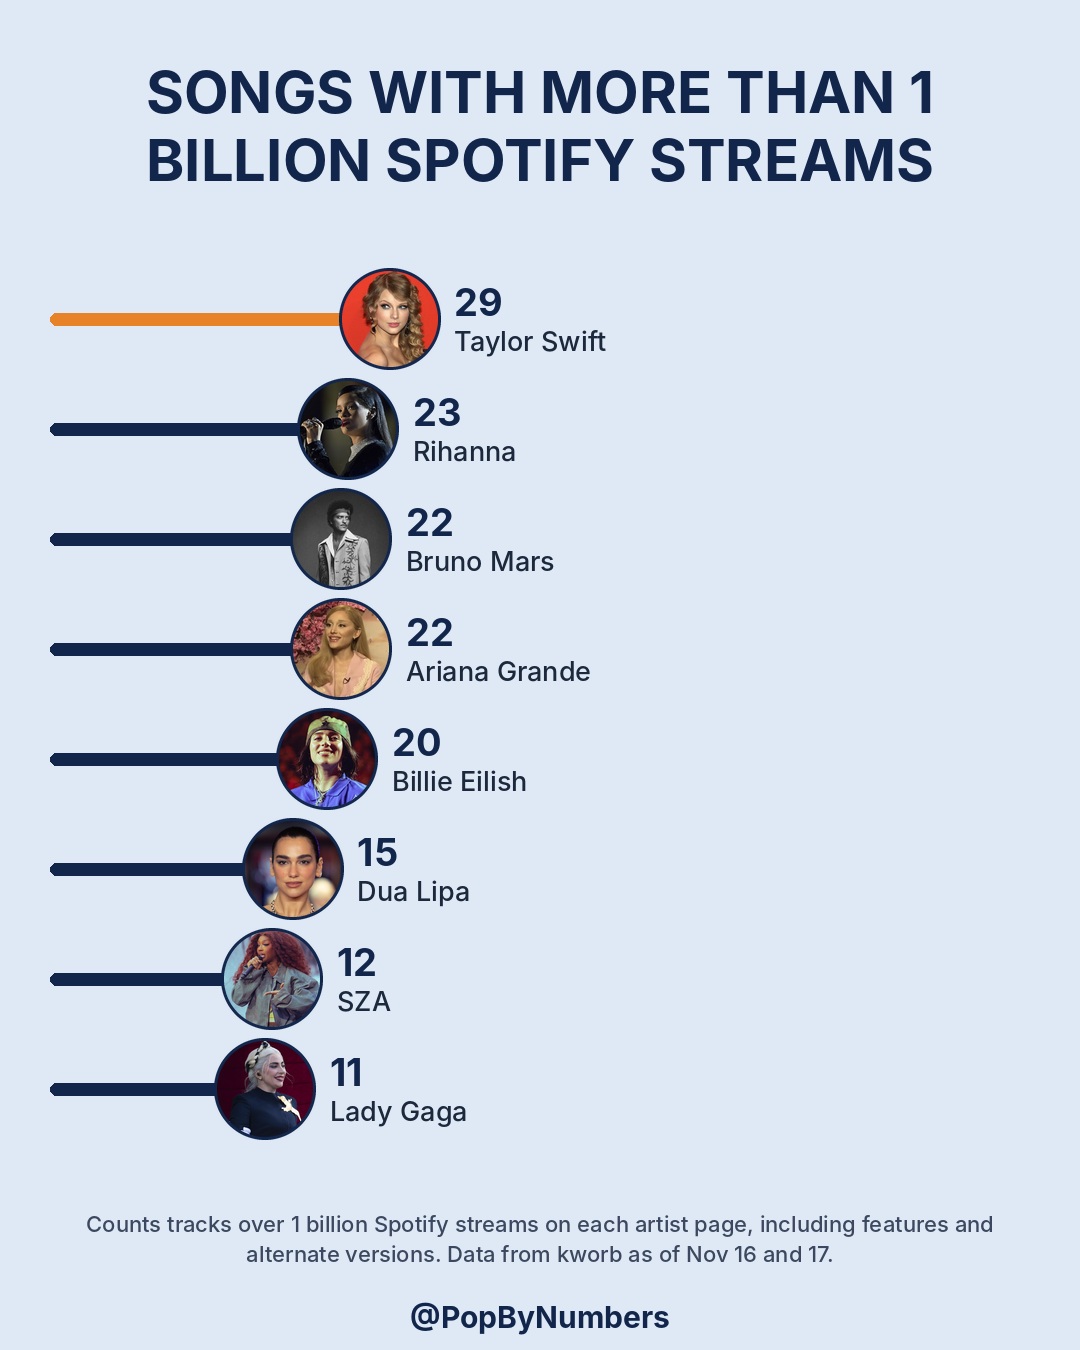 SONGS WITH MORE THAN 1
BILLION SPOTIFY STREAMS
29
Taylor Swift
23
Rihanna
22
Bruno Mars
22
Ariana Grande
20
Billie Eilish
15
Dua Lipa
12
SZA
11
Lady Gaga
Counts tracks over 1 billion Spotify streams on each artist page, including features and
alternate versions. Data from kworb as of Nov 16 and 17.
@PopByNumbers